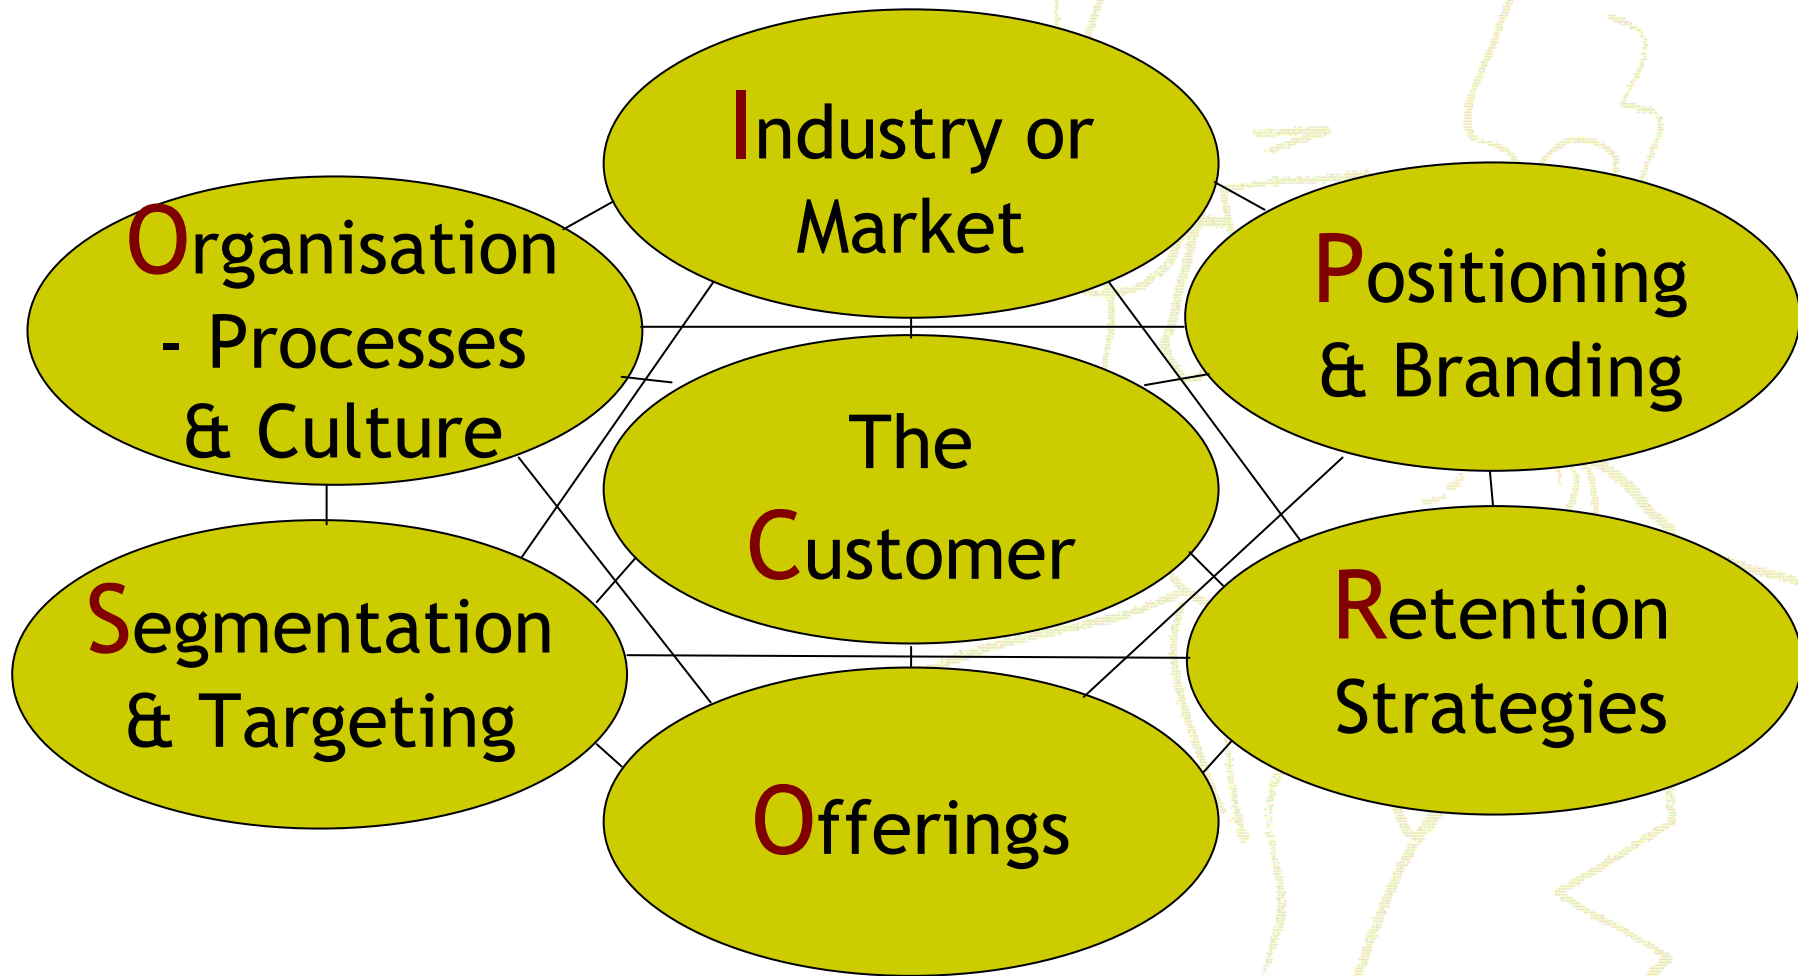 Industry or
Market
Organisation
- Processes
& Culture
Positioning
& Branding
The
Customer
Segmentation
& Targeting
Retention
Strategies
Offerings